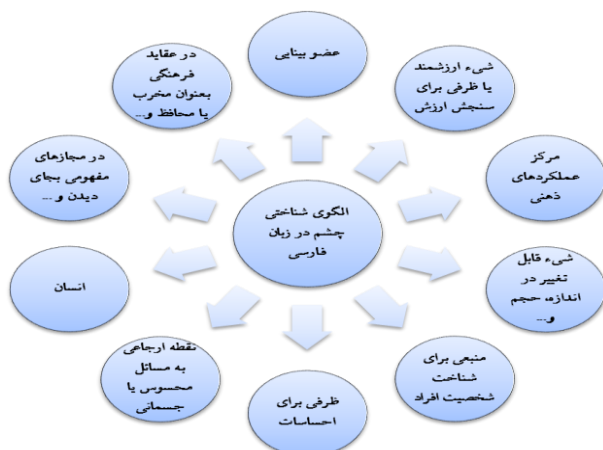 عضو بینایی
شیء ارزشمند
یا ظرفی برای
سنجش ارزش
مرکز
عملکردهای
ذهنی
شیء قابل
تغییر در
اندازه، حجم
و...
منبعی برای
شناخت
شخصیت افراد
ظرفی برای
احساسات
نقطه ارجاعی
به مسائل
محسوس یا
جسمانی
انسان
در مجازهای
مفهومی بجای
دیدن و ...
در عقاید
فرهنگی
بعنوان مخرب
یا محافظ و...
الگوی شناختی
چشم در زبان
فارسی